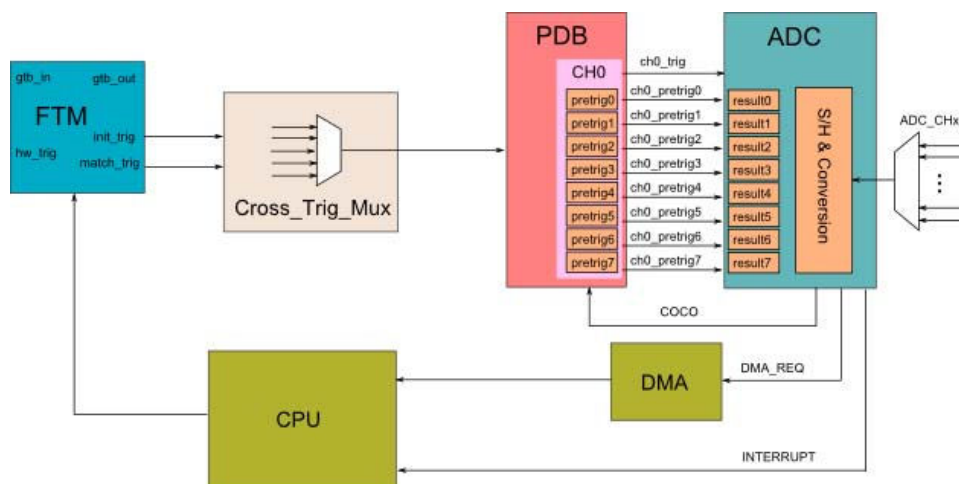 gtb_in
gtb_out
FTM
init_trig
hw_trig
match_trig
Cross_Trig_Mux
PDB
CH0
pretrig0
pretrig1
pretrig2
pretrig3
pretrig4
pretrig5
pretrig6
pretrig7
ch0_trig
ch0_pretrig0
ch0_pretrig1
ch0_pretrig2
ch0_pretrig3
ch0_pretrig4
ch0_pretrig5
ch0_pretrig6
ch0_pretrig7
ADC
result0
result1
result2
result3
result4
result5
result6
result7
S/H & Conversion
ADC_CHx
...
COCO
DMA_REQ
DMA
CPU
INTERRUPT